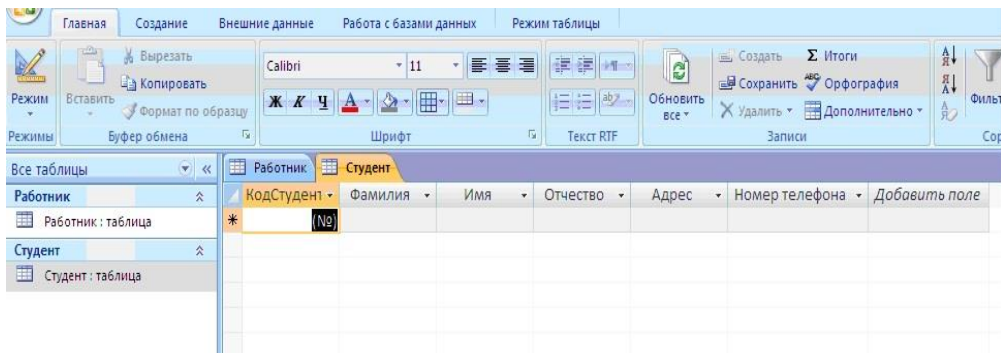 Главная Создание Внешние данные Работа с базами данных Режим таблицы
Режим
Режимы
Вставить
Вырезать
Копировать
Формат по образцу
Буфер обмена
Calibri 11
Ж К Ч A
Шрифт
Текст RTF
Обновить все
Создать
Сохранить
Удалить
Σ Итоги
ABC Орфография
Дополнительно
Записи
Все таблицы
Работник
Работник : таблица
Студент
Студент : таблица
Работник Студент
КодСтудент Фамилия Имя Отчество Адрес Номер телефона Добавить поле
* (№)